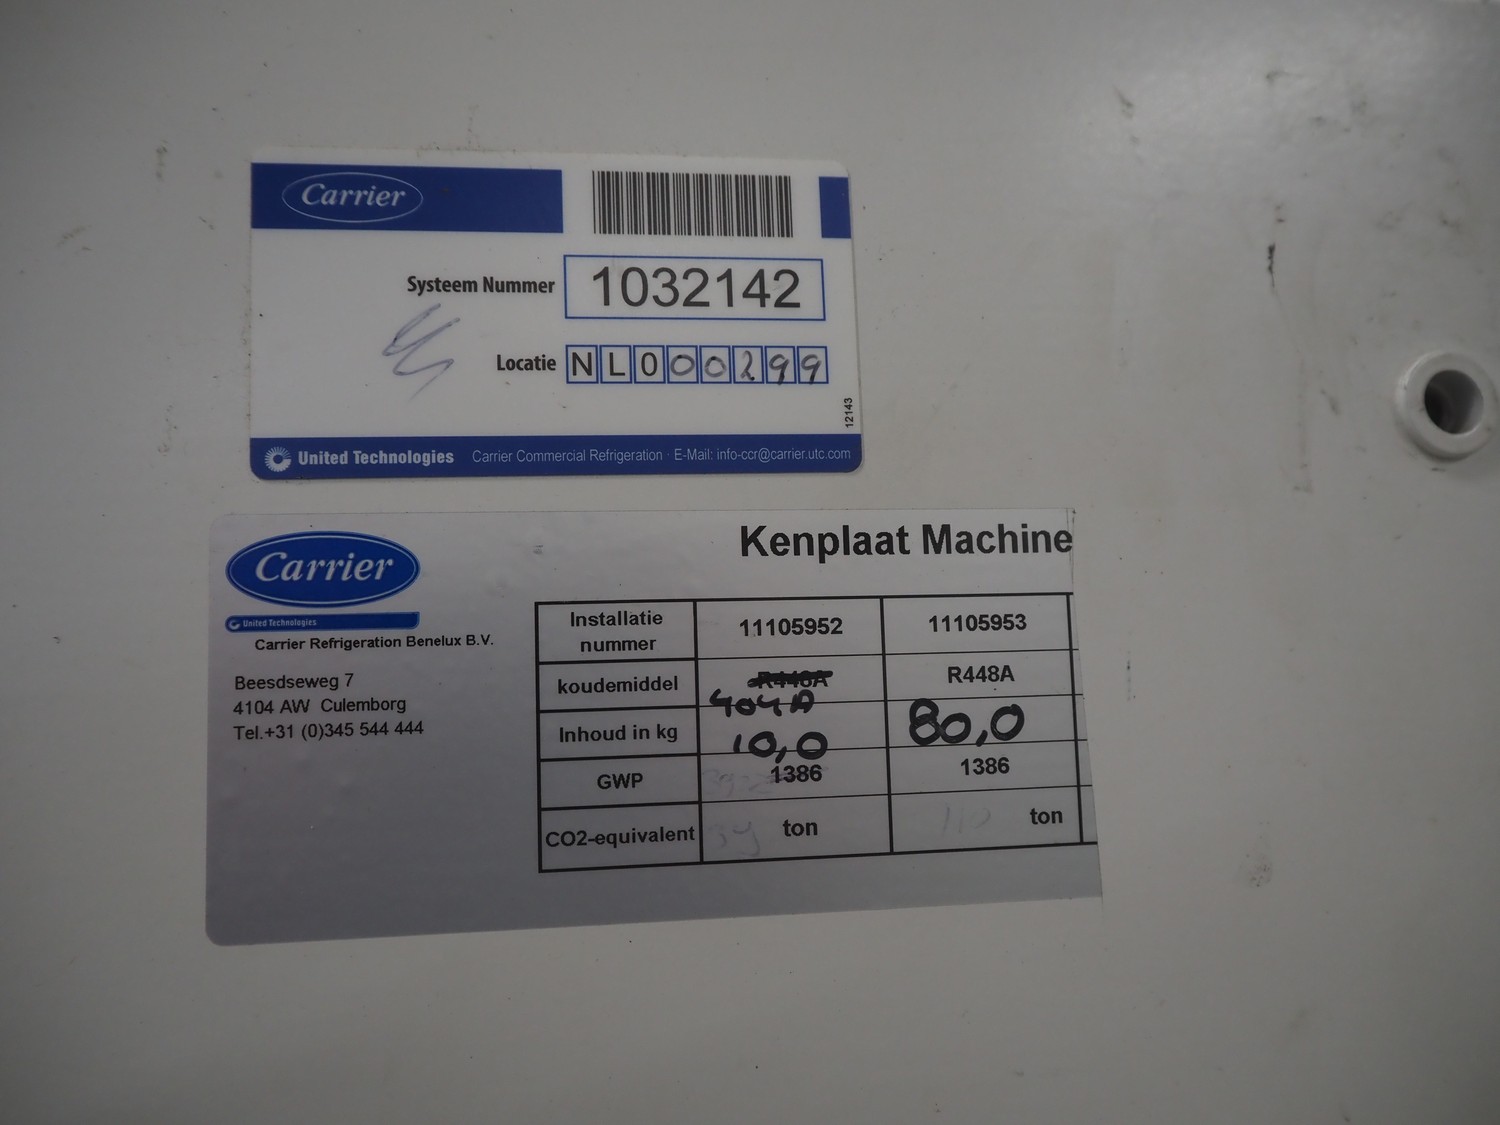 Carrier
Systeem Nummer 1032142
Locatie NL000299
12143
United Technologies Carrier Commercial Refrigeration · E-Mail: info-ccr@carrier.utc.com
Kenplaat Machine
Carrier
United Technologies
Carrier Refrigeration Benelux B.V.
Beesdseweg 7
4104 AW Culemborg
Tel.+31 (0)345 544 444
Installatie nummer 11105952 11105953
koudemiddel R448A 404A R448A
Inhoud in kg 10,0 80,0
GWP 1386 1386
CO2-equivalent ton 110 ton